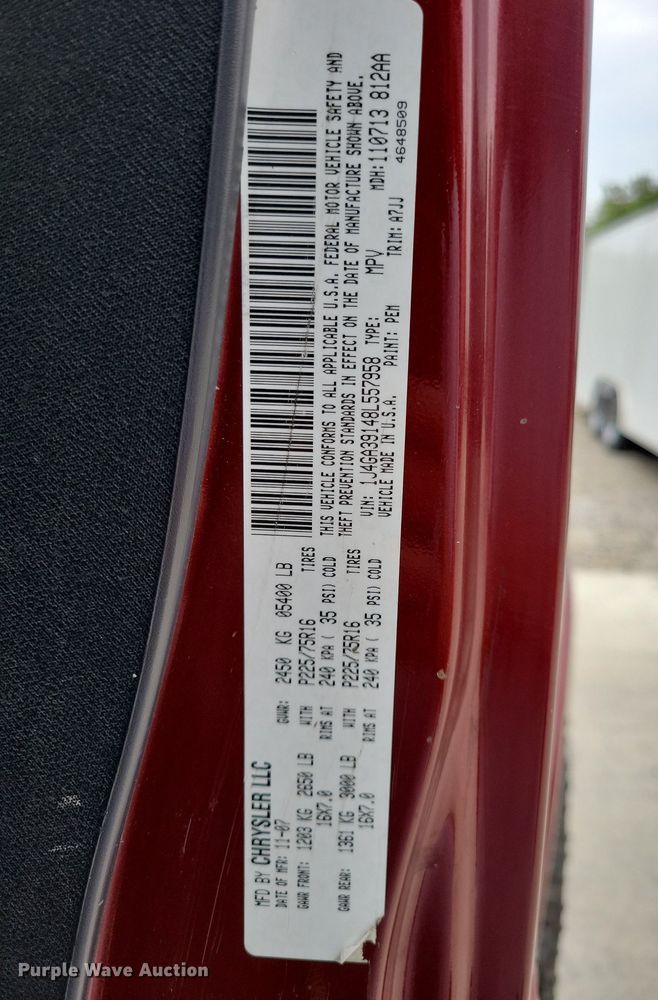 MFD BY CHRYSLER LLC
DATE OF MFR: 11-07 GVWR: 2450 KG 05400 LB
GAWR FRONT: 1203 KG 2650 LB WITH P225/75R16 TIRES
16X7.0 RIMS AT 240 KPA ( 35 PSI) COLD
GAWR REAR: 1361 KG 3000 LB WITH P225/75R16 TIRES
16X7.0 RIMS AT 240 KPA ( 35 PSI) COLD
THIS VEHICLE CONFORMS TO ALL APPLICABLE U.S.A. FEDERAL MOTOR VEHICLE SAFETY AND
THEFT PREVENTION STANDARDS IN EFFECT ON THE DATE OF MANUFACTURE SHOWN ABOVE.
VIN: 1J4GA39148L557958 TYPE: MPV MDH: 110713 812AA
VEHICLE MADE IN U.S.A. PAINT: PEM TRIM: A7JJ 4648509
Purple Wave Auction